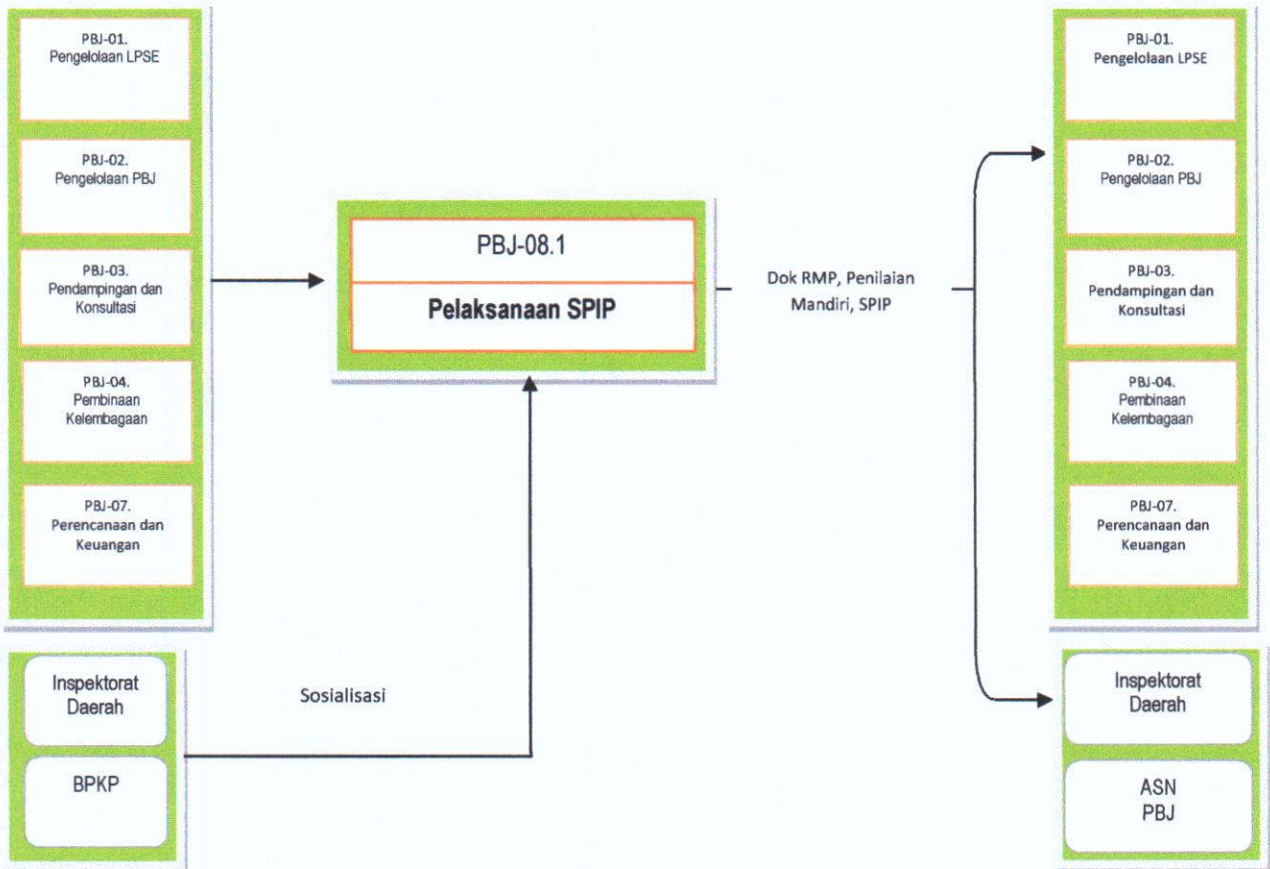 PBJ-01.
Pengelolaan LPSE
PBJ-02.
Pengelolaan PBJ
PBJ-03.
Pendampingan dan
Konsultasi
PBJ-04.
Pembinaan
Kelembagaan
PBJ-07.
Perencanaan dan
Keuangan
Inspektorat
Daerah
BPKP
Sosialisasi
PBJ-08.1
Pelaksanaan SPIP
Dok RMP, Penilaian
Mandiri, SPIP
PBJ-01.
Pengelolaan LPSE
PBJ-02.
Pengelolaan PBJ
PBJ-03.
Pendampingan dan
Konsultasi
PBJ-04.
Pembinaan
Kelembagaan
PBJ-07.
Perencanaan dan
Keuangan
Inspektorat
Daerah
ASN
PBJ